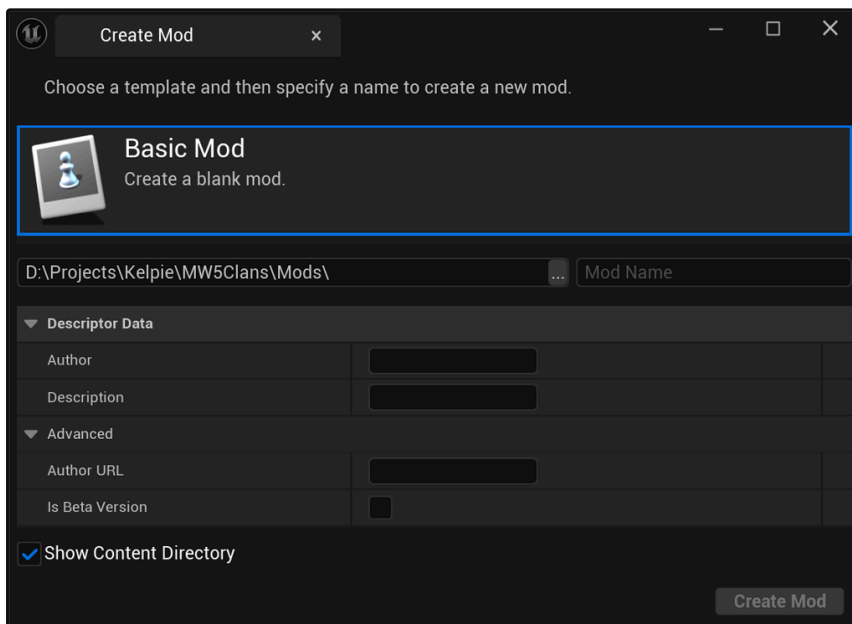 Create Mod
Choose a template and then specify a name to create a new mod.
Basic Mod
Create a blank mod.
D:\Projects\Kelpie\MW5Clans\Mods\ ... Mod Name
Descriptor Data
Author
Description
Advanced
Author URL
Is Beta Version
Show Content Directory
Create Mod